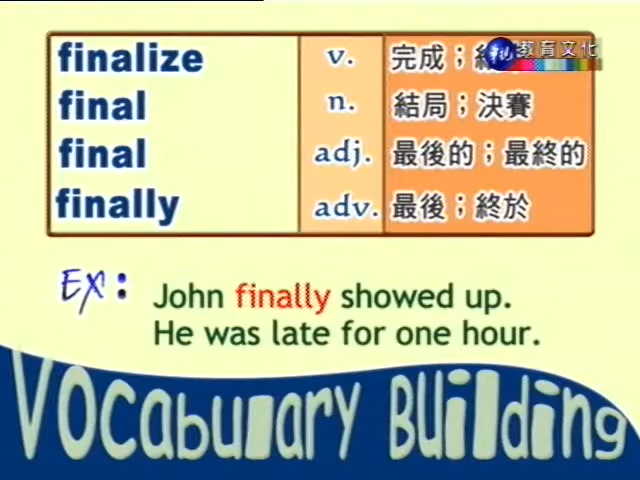 finalize v. 完成；
教育文化
final n. 結局；決賽
final adj. 最後的；最終的
finally adv. 最後；終於
Ex:
John finally showed up.
He was late for one hour.
Vocabulary Building